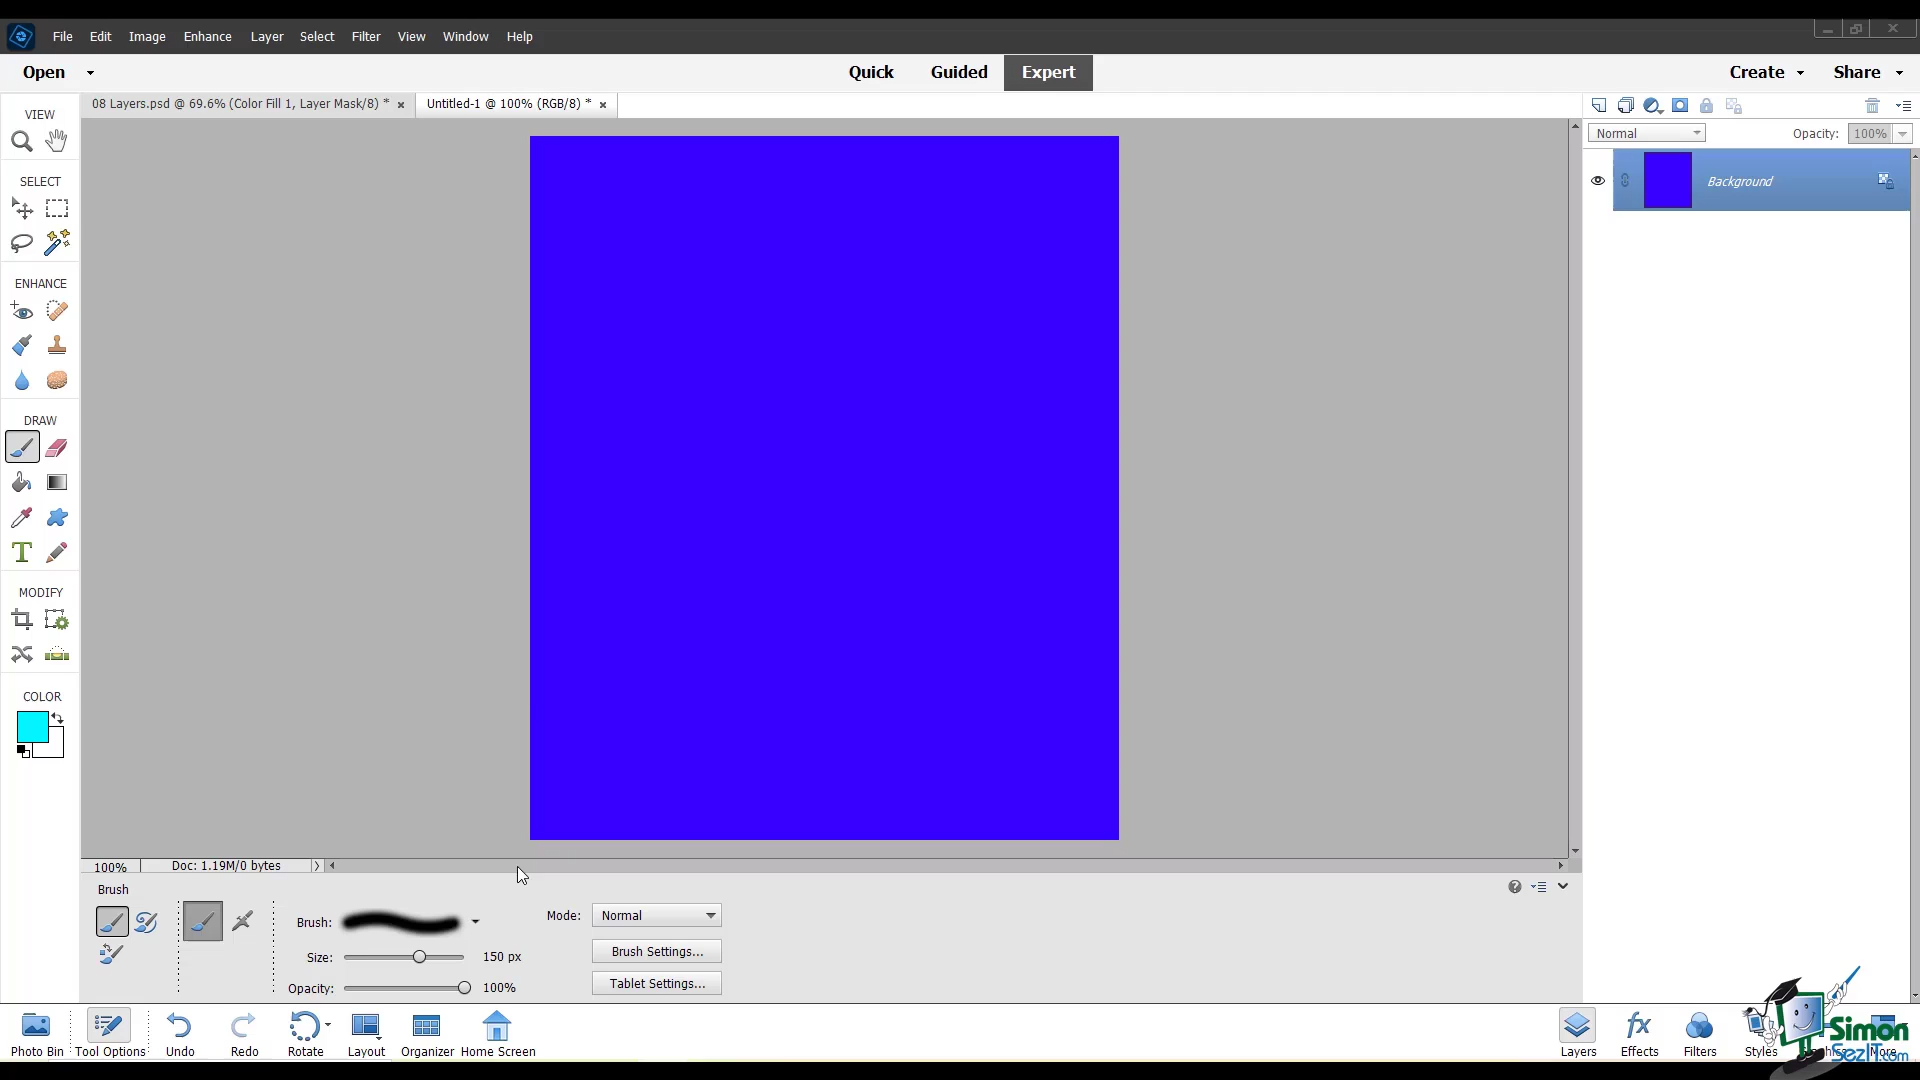 File Edit Image Enhance Layer Select Filter View Window Help
Open Quick Guided Expert Create Share
08 Layers.psd @ 69.6% (Color Fill 1, Layer Mask/8) * × Untitled-1 @ 100% (RGB/8) * ×
VIEW
Normal Opacity: 100%
Background
SELECT
ENHANCE
DRAW
T
MODIFY
COLOR
100% Doc: 1.19M/0 bytes
Brush
Brush: Mode: Normal
Size: 150 px Brush Settings...
Opacity: 100% Tablet Settings...
fx
Simon
SezIT.com
Photo Bin Tool Options Undo Redo Rotate Layout Organizer Home Screen Layers Effects Filters Styles More